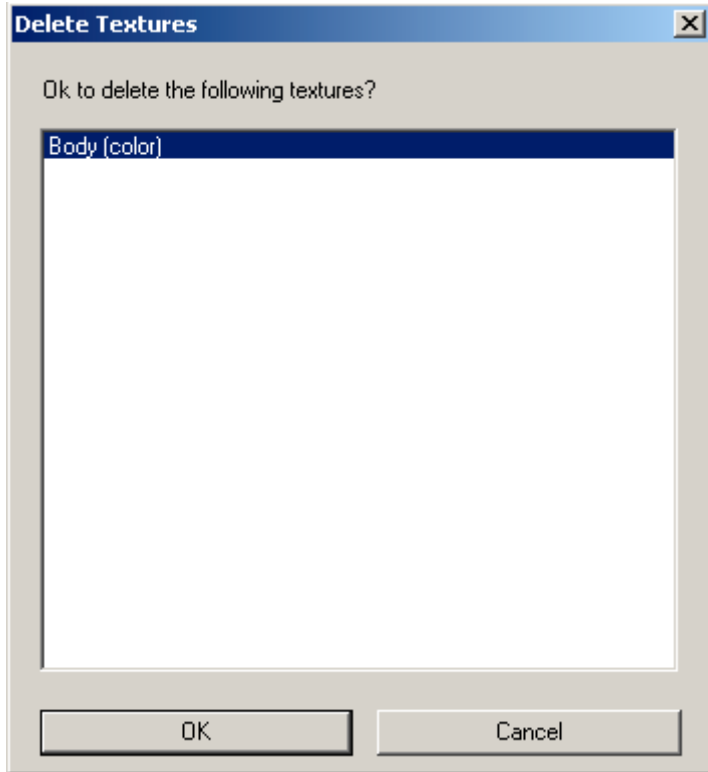 Delete Textures
Ok to delete the following textures?
Body (color)
OK
Cancel